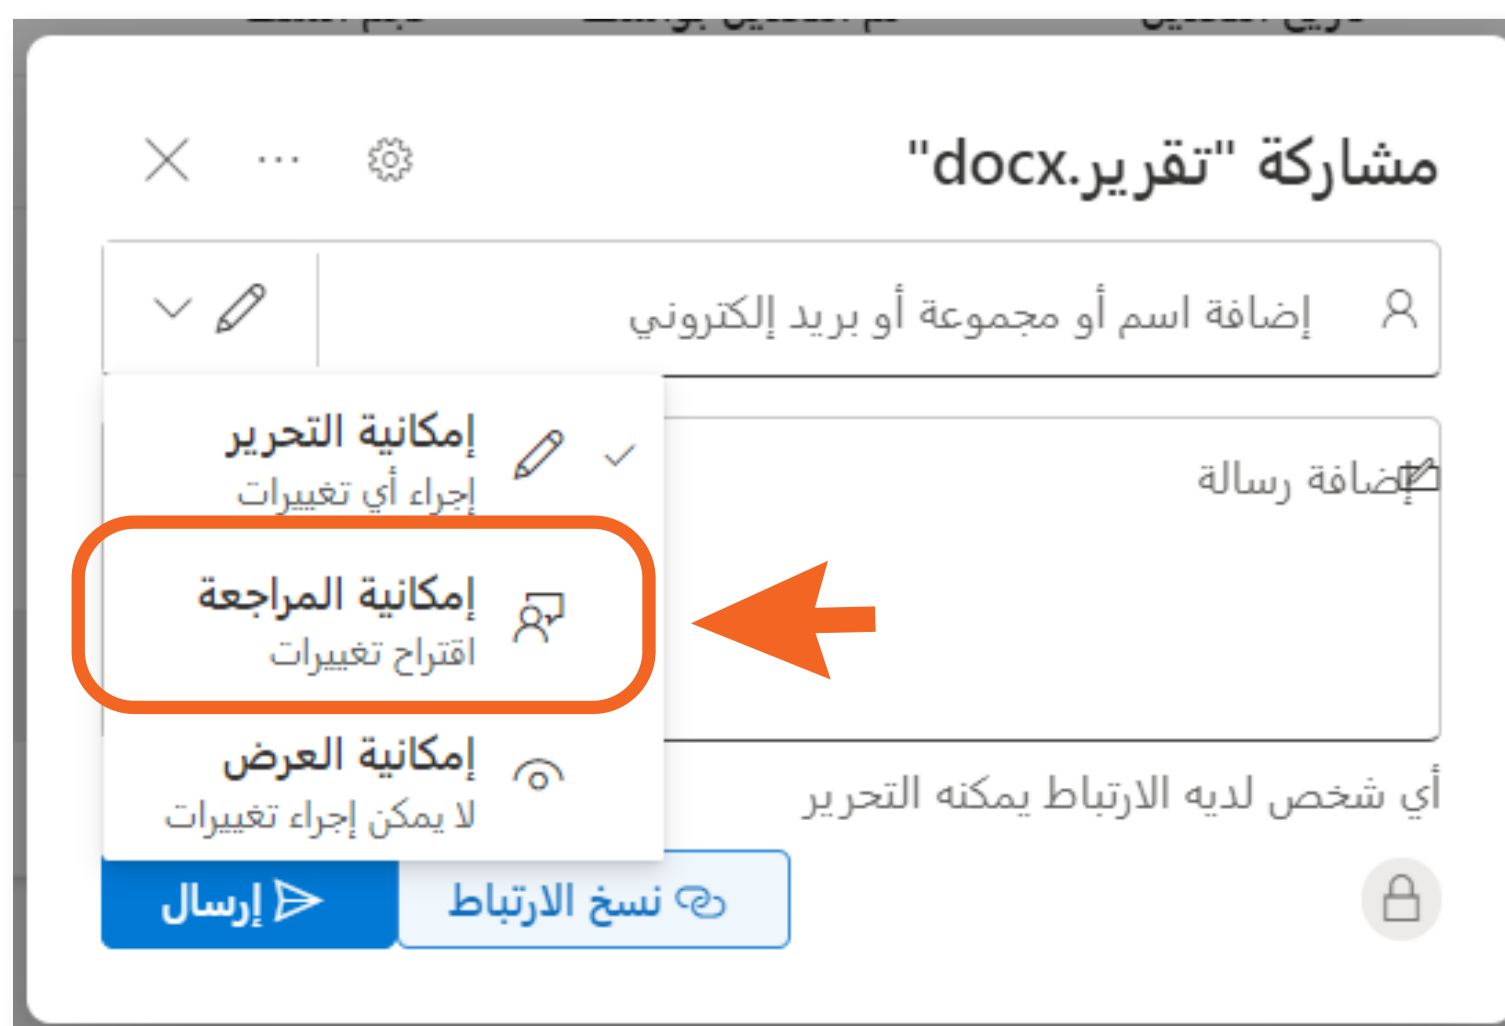 مشاركة "تقرير.docx"
إضافة اسم أو مجموعة أو بريد إلكتروني
إضافة رسالة
إمكانية التحرير
إجراء أي تغييرات
إمكانية المراجعة
اقتراح تغييرات
إمكانية العرض
لا يمكن إجراء تغييرات
أي شخص لديه الارتباط يمكنه التحرير
نسخ الارتباط
إرسال